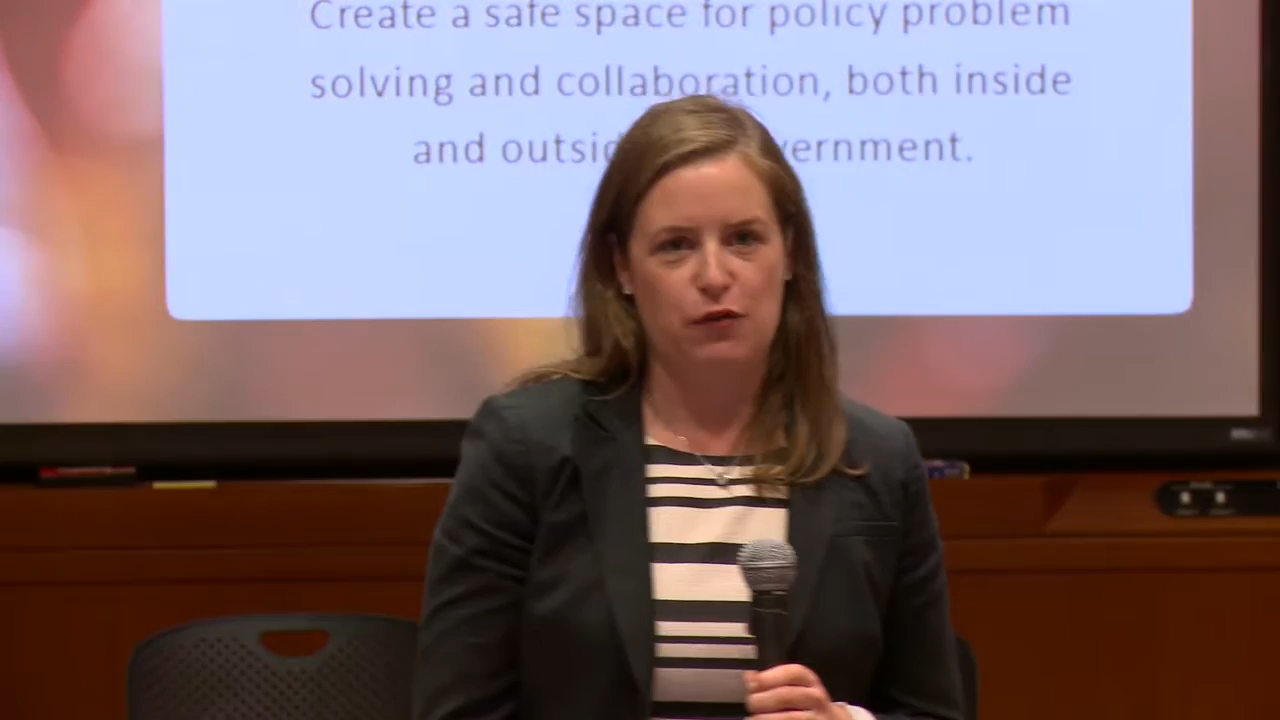 Create a safe space for policy problem
solving and collaboration, both inside
and outsid vernment.